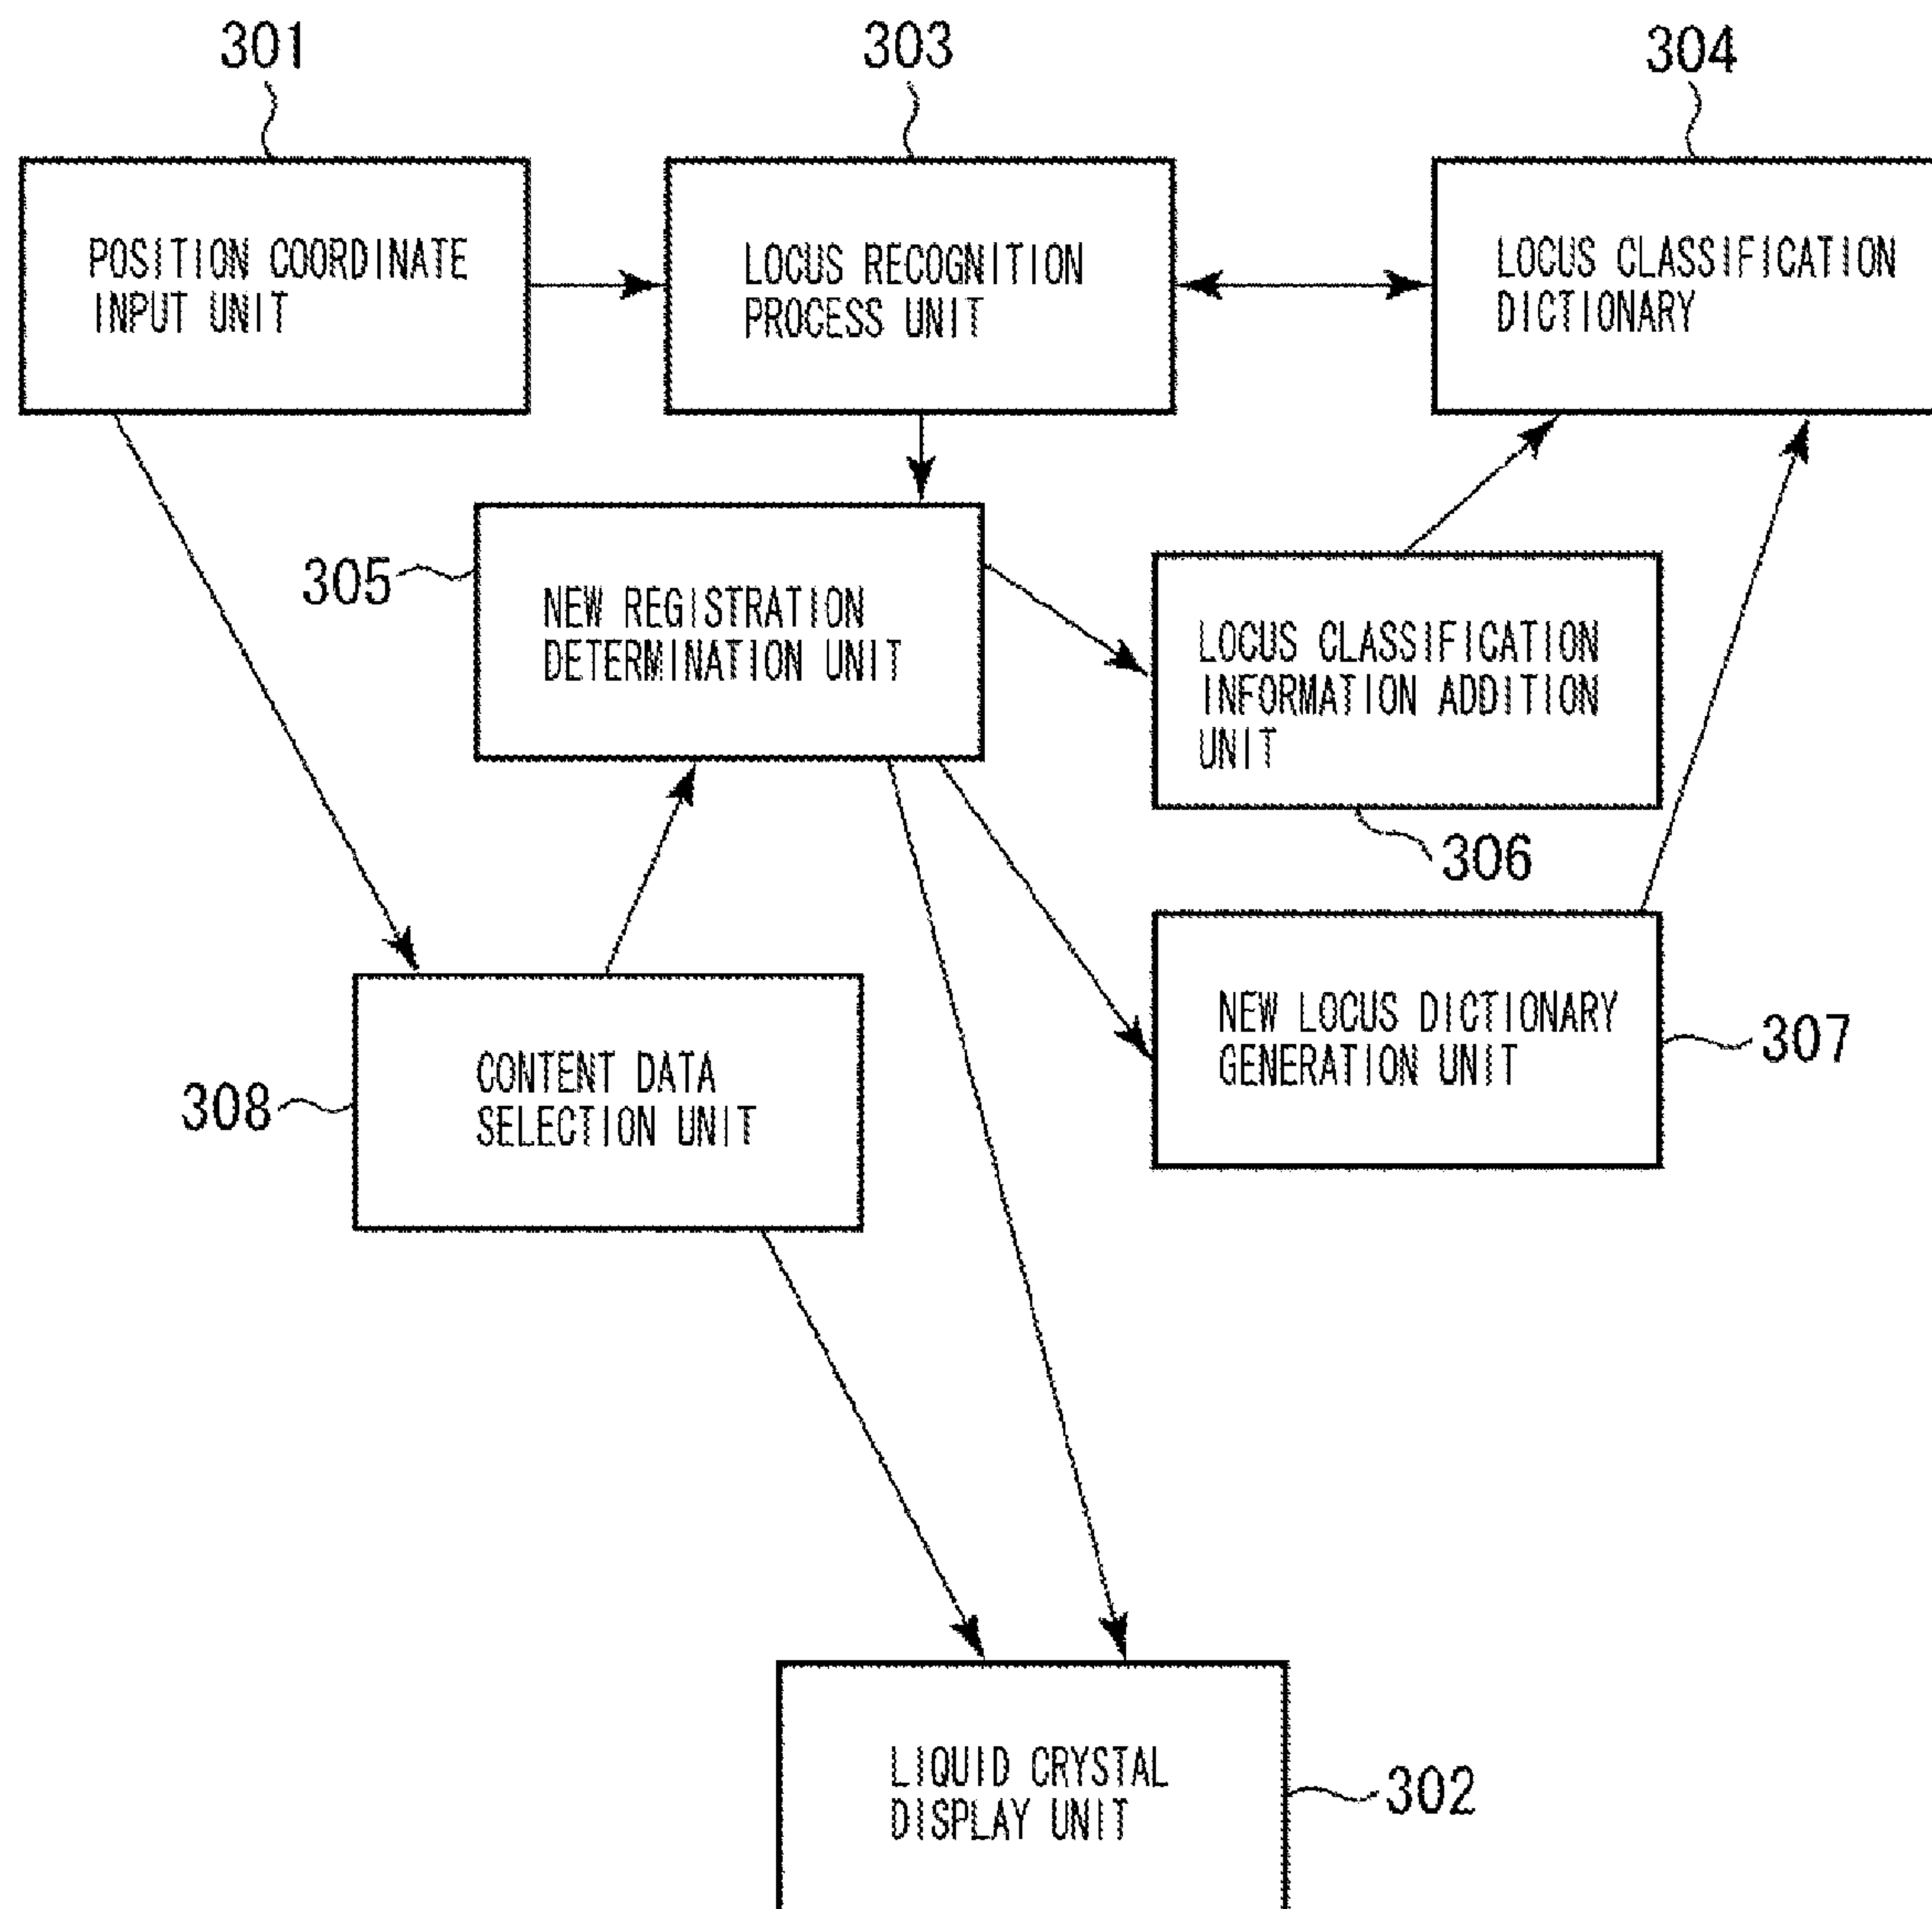 301
303
304
POSITION COORDINATE
INPUT UNIT
LOCUS RECOGNITION
PROCESS UNIT
LOCUS CLASSIFICATION
DICTIONARY
305
NEW REGISTRATION
DETERMINATION UNIT
LOCUS CLASSIFICATION
INFORMATION ADDITION
UNIT
306
308
CONTENT DATA
SELECTION UNIT
NEW LOCUS DICTIONARY
GENERATION UNIT
307
LIQUID CRYSTAL
DISPLAY UNIT
302